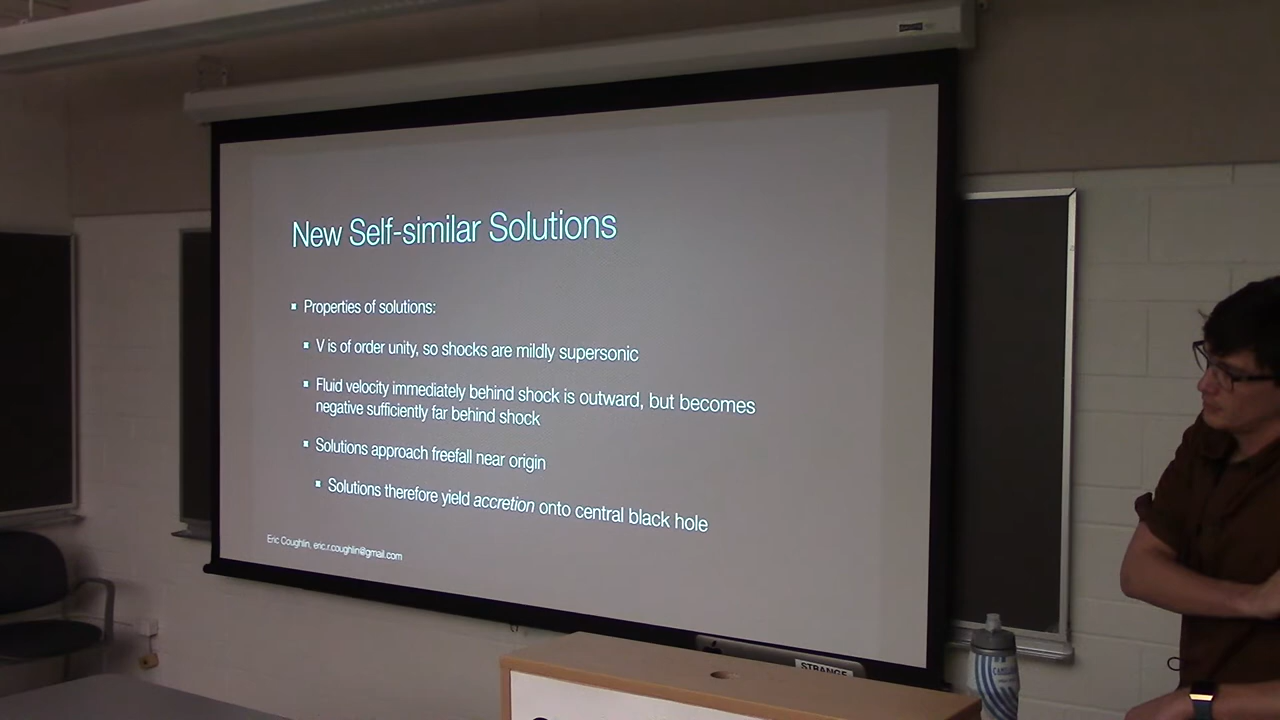 New Self-similar Solutions
Properties of solutions:
V is of order unity, so shocks are mildly supersonic
Fluid velocity immediately behind shock is outward, but becomes
negative sufficiently far behind shock
Solutions approach freefall near origin
Solutions therefore yield accretion onto central black hole
Eric Coughlin, eric.r.coughlin@gmail.com
STRANGE